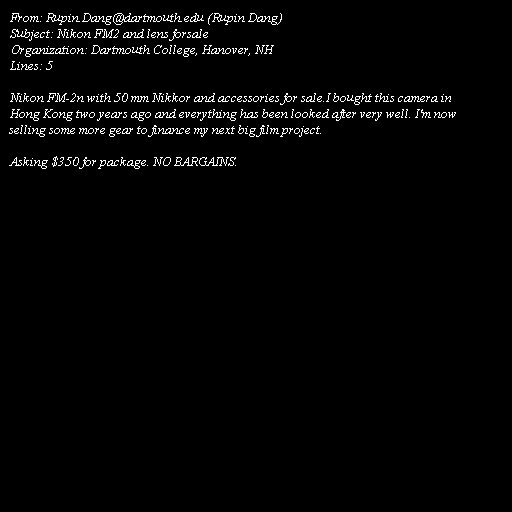 From: Rupin.Dang@dartmouth.edu (Rupin Dang)
Subject: Nikon FM2 and lens forsale
Organization: Dartmouth College, Hanover, NH
Lines: 5

Nikon FM-2n with 50 mm Nikkor and accessories for sale.I bought this camera in
Hong Kong two years ago and everything has been looked after very well. I'm now
selling some more gear to finance my next big film project.

Asking $350 for package. NO BARGAINS.